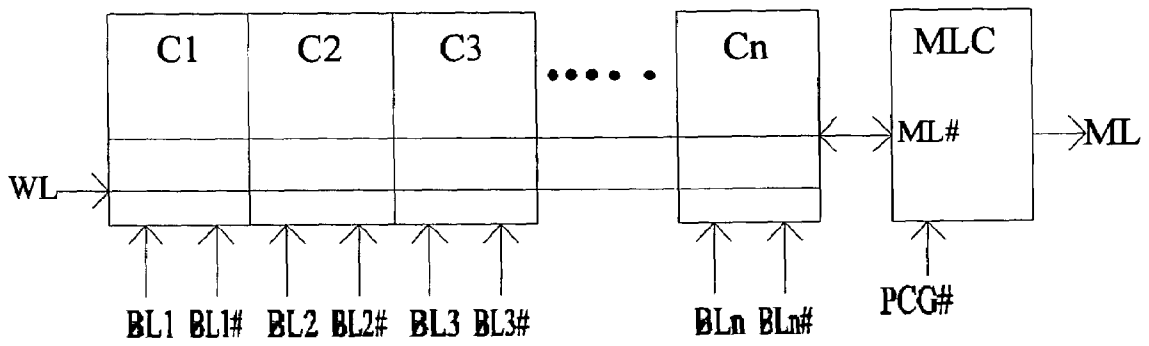 C1 C2 C3 Cn MLC
ML# ML
WL
PCG#
BL1 BL1# BL2 BL2# BL3 BL3# BLn BLn#